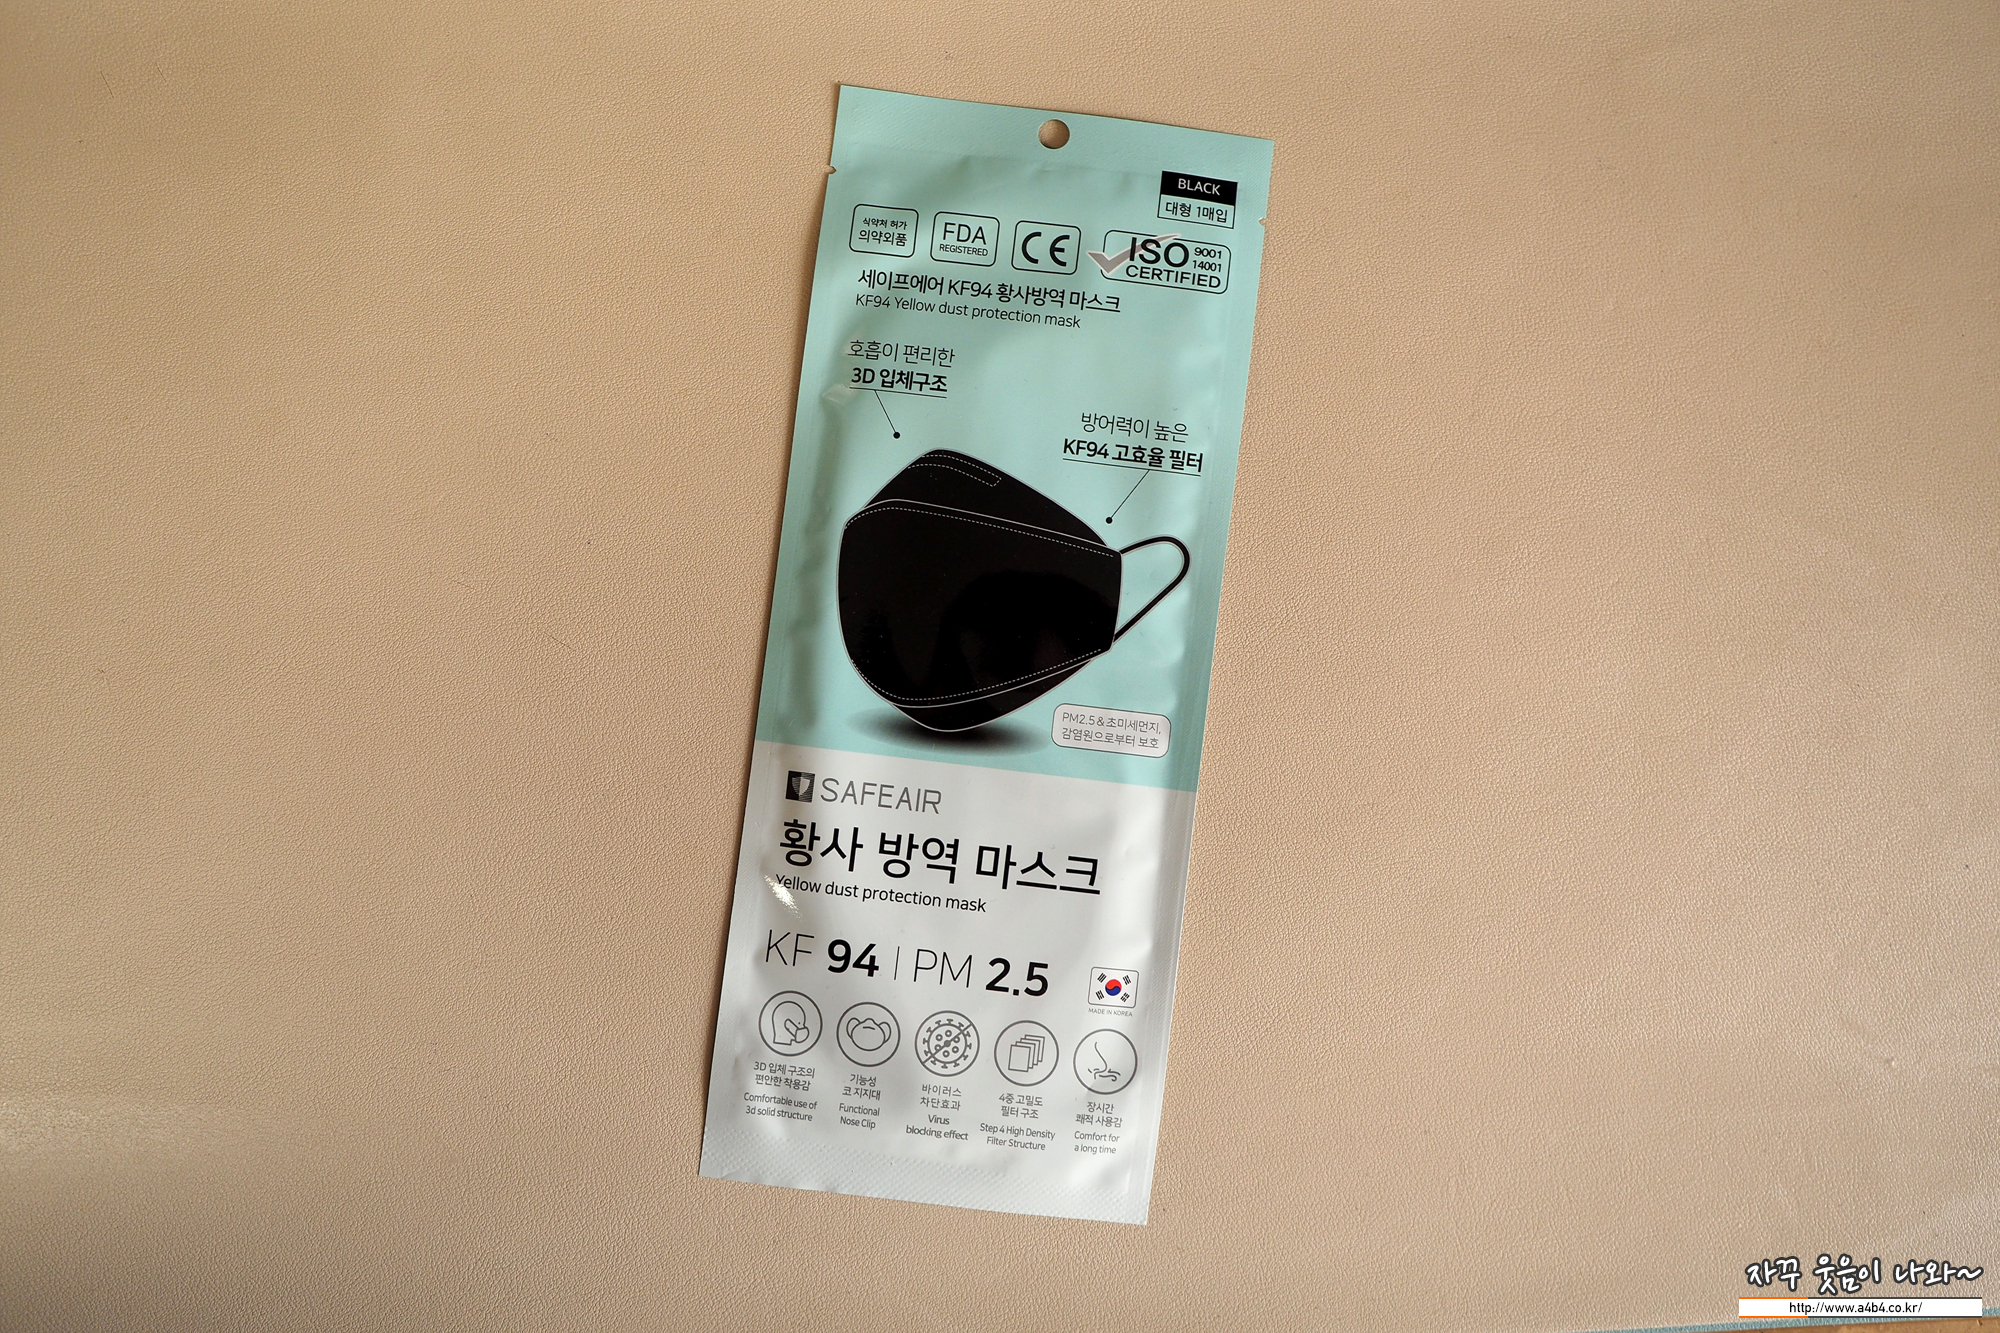 BLACK
대형 1매입
식약처 허가
의약외품
FDA
REGISTERED
CE
ISO 9001
14001
CERTIFIED
세이프에어 KF94 황사방역 마스크
KF94 Yellow dust protection mask
호흡이 편리한
3D 입체구조
방어력이 높은
KF94 고효율 필터
PM2.5 & 초미세먼지,
감염원으로부터 보호
SAFEAIR
황사 방역 마스크
Yellow dust protection mask
KF 94 | PM 2.5
MADE IN KOREA
3D 입체 구조의
편안한 착용감
Comfortable use of
3d solid structure
기능성
코 지지대
Functional
Nose Clip
바이러스
차단효과
Virus
blocking effect
4중 고밀도
필터 구조
Step 4 High Density
Filter Structure
장시간
쾌적 사용감
Comfort for
a long time
자꾸 웃음이 나와~
http://www.a4b4.co.kr/